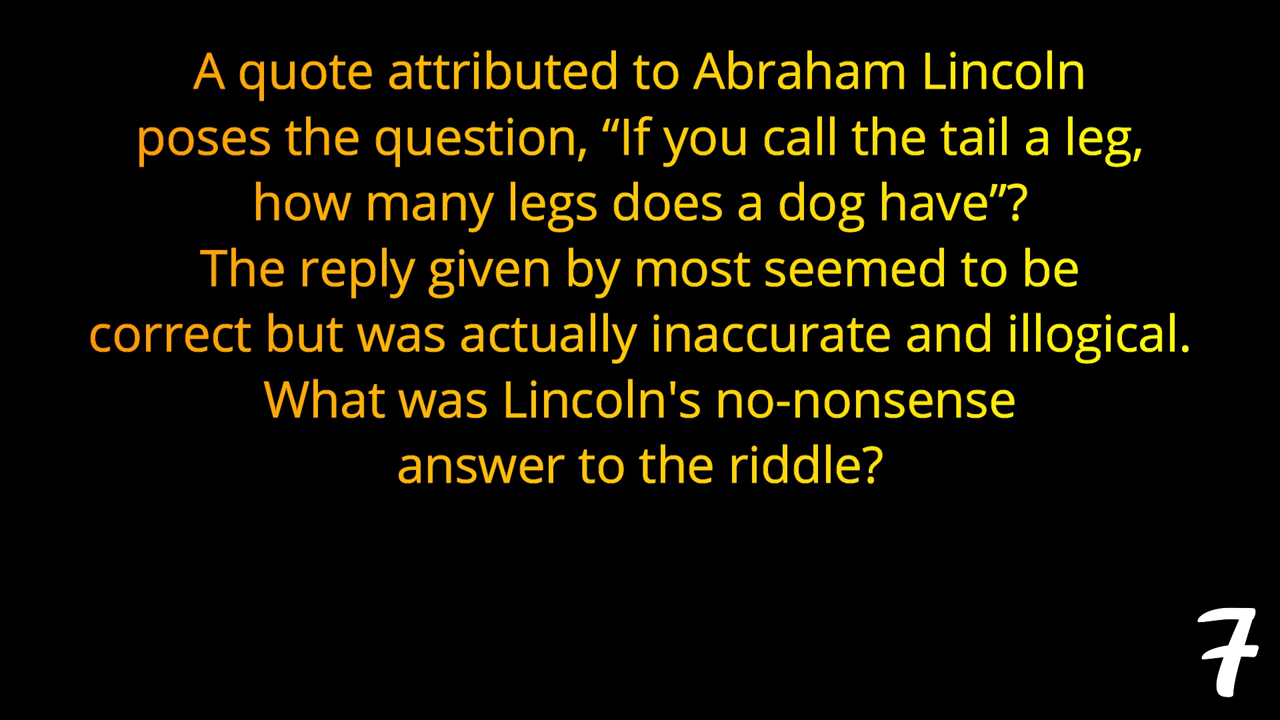 A quote attributed to Abraham Lincoln
poses the question, “If you call the tail a leg,
how many legs does a dog have”?
The reply given by most seemed to be
correct but was actually inaccurate and illogical.
What was Lincoln's no-nonsense
answer to the riddle?
7